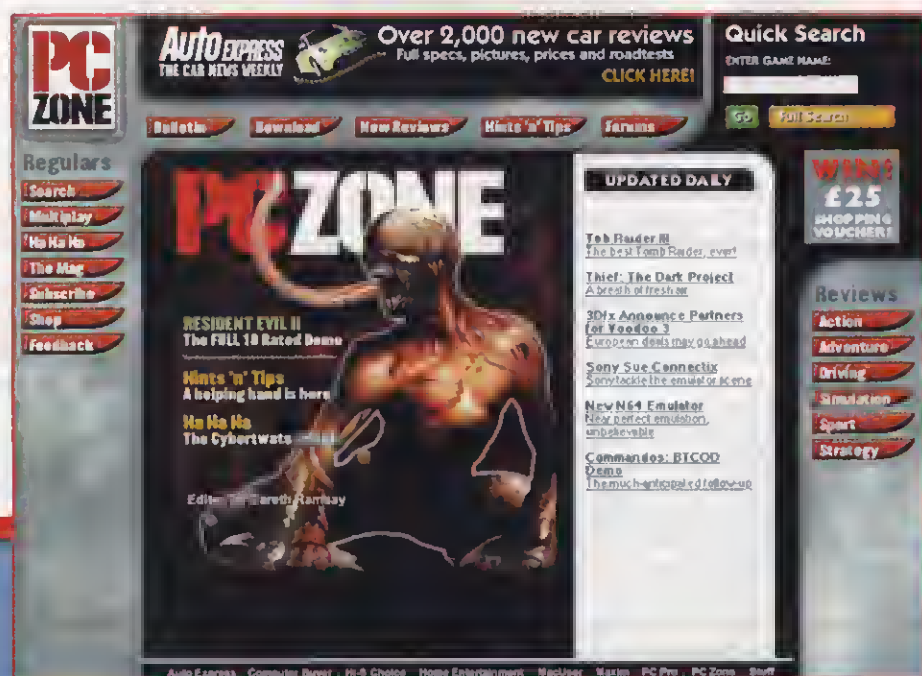 PC
ZONE
AUTO EXPRESS
THE CAR NEWS WEEKLY
Over 2,000 new car reviews
Full specs, pictures, prices and roadtests
CLICK HERE!
Quick Search
ENTER GAME NAME:
Go
Full Search
Bulletin
Download
New Reviews
Hints 'n' Tips
Forums
Regulars
Search
Multiplay
Ha Ha Ha
The Mag
Subscribe
Shop
Feedback
PC ZONE
RESIDENT EVIL II
The FULL 18 Rated Demo
Hints 'n' Tips
A helping hand is here
Ha Ha Ha
The Cybertwats
Gareth Ramsay
UPDATED DAILY
Tob Raider III
The best Tomb Raider, ever!
Thief: The Dark Project
A breath of fresh air
3Dfx Announce Partners
for Voodoo 3
European deals may go ahead
Sony Sue Connectix
Sony tackle the emulator scene
New N64 Emulator
Near perfect emulation,
unbelievable
Commandos: BTCOD
Demo
The much-anticipated follow-up
WIN!
£25
SHOPPING
VOUCHERS
Reviews
Action
Adventure
Driving
Simulation
Sport
Strategy
Auto Express Computer Buyer Hi-Fi Choice Home Entertainment MacUser Maxim PC Pro PC Zone Stuff